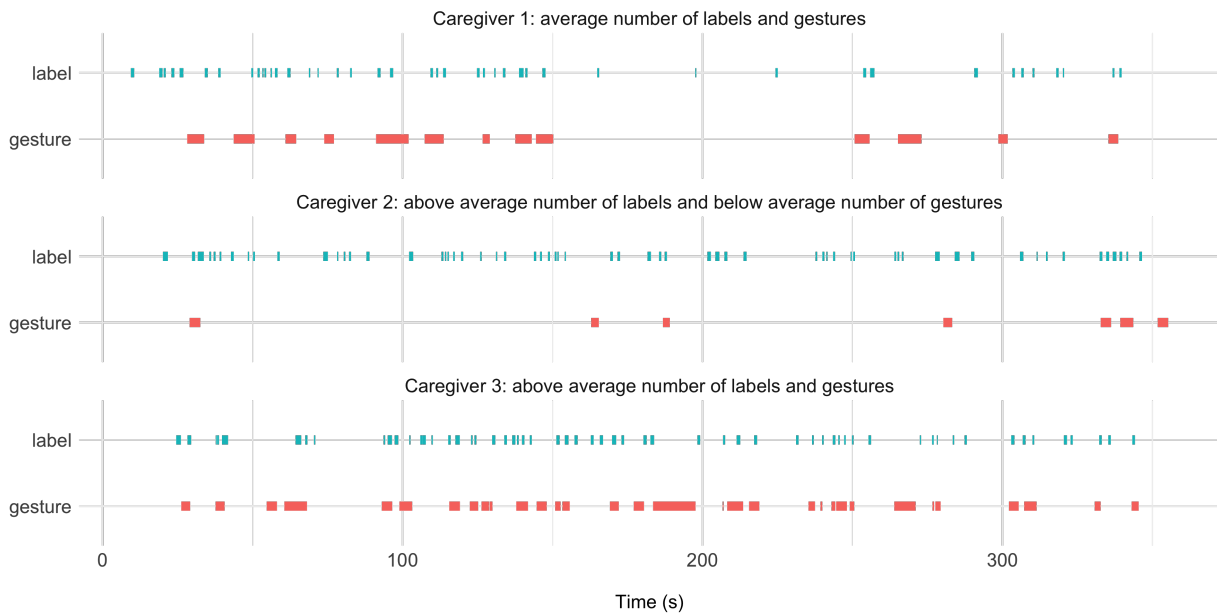 Caregiver 1: average number of labels and gestures
label
gesture
Caregiver 2: above average number of labels and below average number of gestures
label
gesture
Caregiver 3: above average number of labels and gestures
label
gesture
0 100 200 300
Time (s)